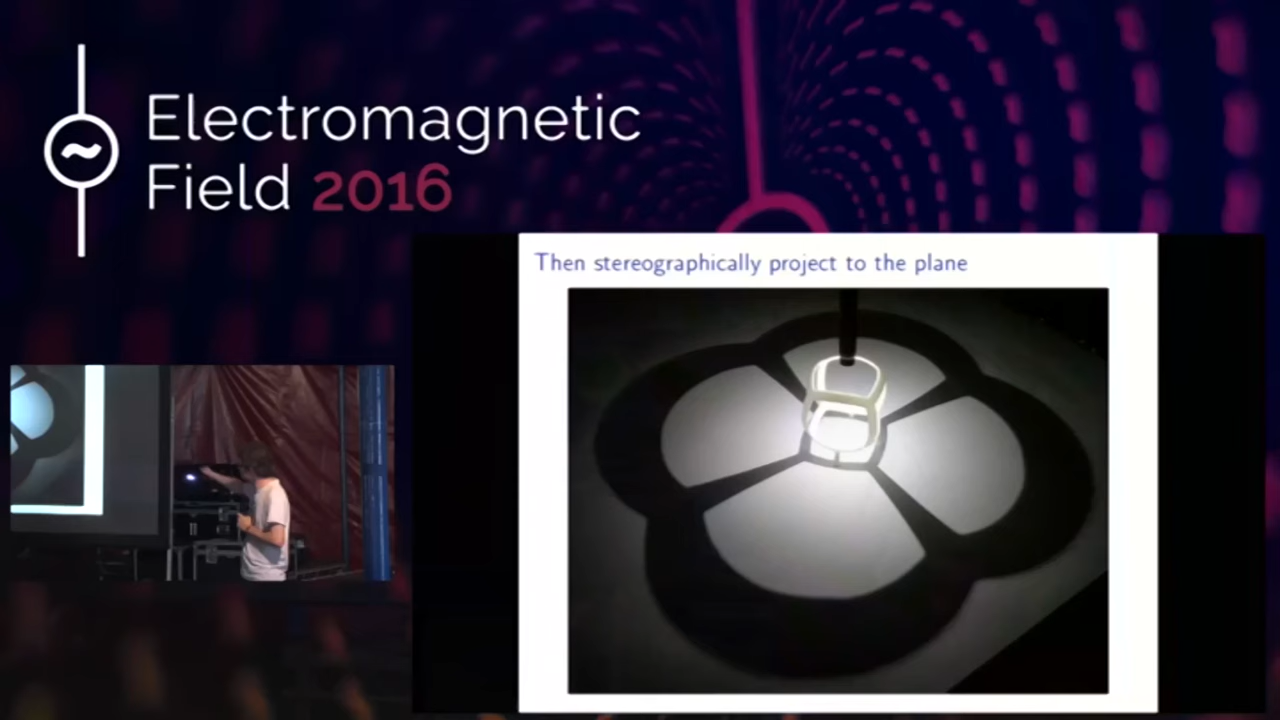 Electromagnetic
Field 2016
Then stereographically project to the plane